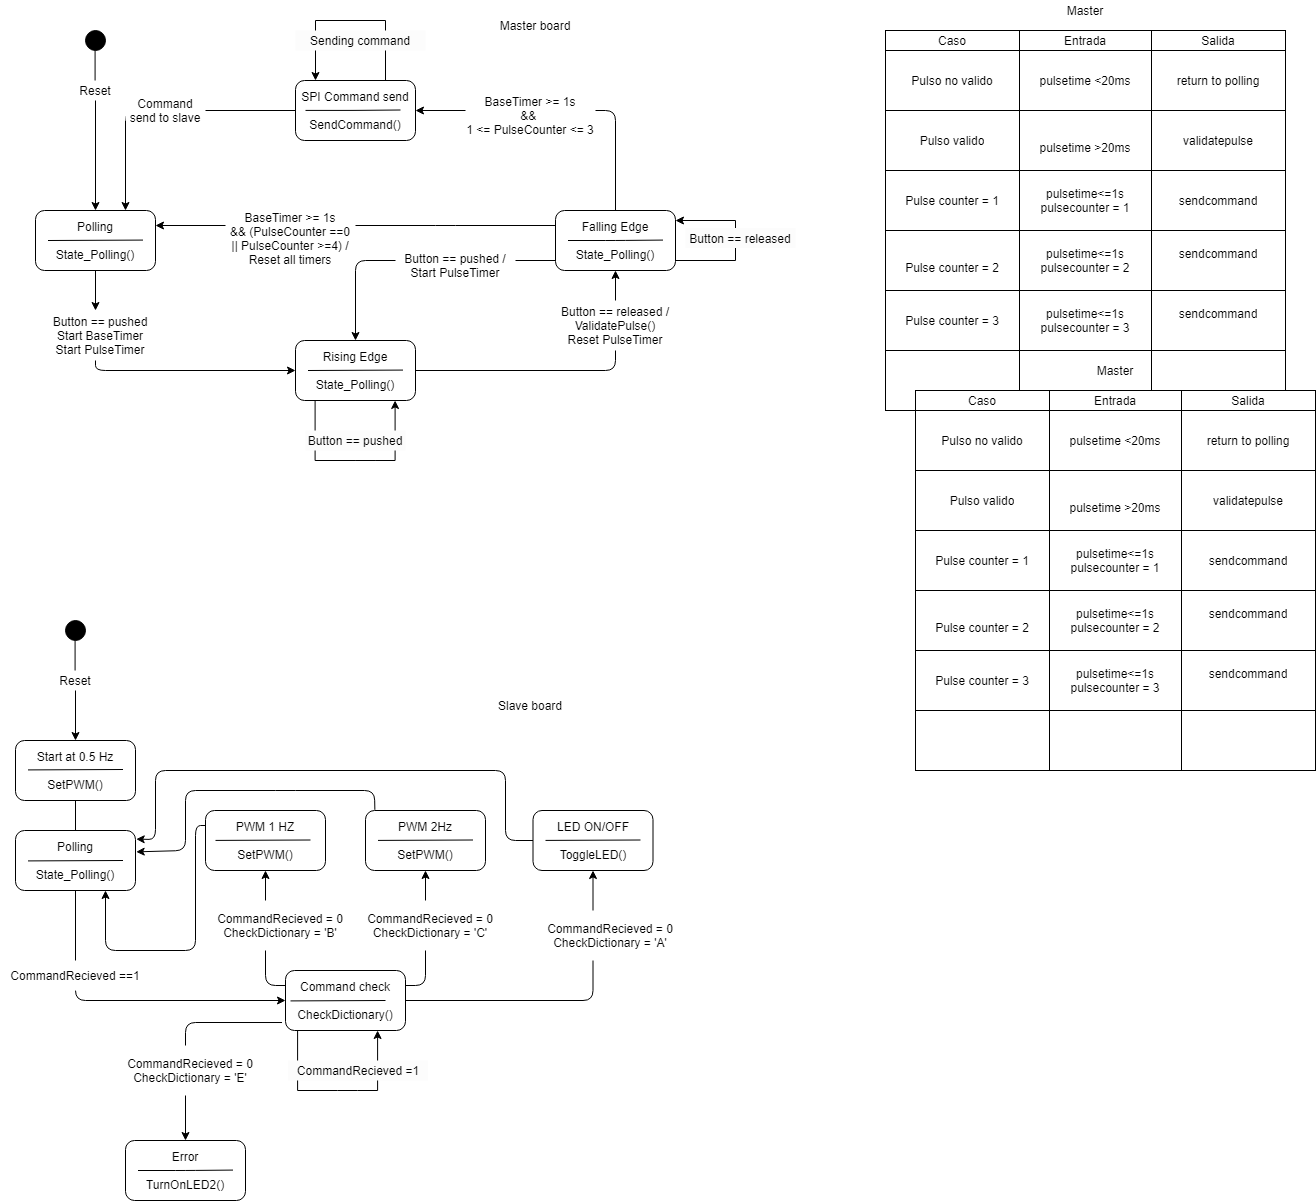 Master board
Reset
Sending command
SPI Command send
SendCommand()
Command
send to slave
BaseTimer >= 1s
&&
1 <= PulseCounter <= 3
Polling
State_Polling()
BaseTimer >= 1s
&& (PulseCounter ==0
|| PulseCounter >=4) /
Reset all timers
Falling Edge
State_Polling()
Button == released
Button == pushed /
Start PulseTimer
Button == pushed
Start BaseTimer
Start PulseTimer
Button == released /
ValidatePulse()
Reset PulseTimer
Rising Edge
State_Polling()
Button == pushed
Master
Caso
Entrada
Salida
Pulso no valido
pulsetime <20ms
return to polling
Pulso valido
pulsetime >20ms
validatepulse
Pulse counter = 1
pulsetime<=1s
pulsecounter = 1
sendcommand
Pulse counter = 2
pulsetime<=1s
pulsecounter = 2
sendcommand
Pulse counter = 3
pulsetime<=1s
pulsecounter = 3
sendcommand
Master
Caso
Entrada
Salida
Pulso no valido
pulsetime <20ms
return to polling
Pulso valido
pulsetime >20ms
validatepulse
Pulse counter = 1
pulsetime<=1s
pulsecounter = 1
sendcommand
Pulse counter = 2
pulsetime<=1s
pulsecounter = 2
sendcommand
Pulse counter = 3
pulsetime<=1s
pulsecounter = 3
sendcommand
Slave board
Reset
Start at 0.5 Hz
SetPWM()
Polling
State_Polling()
PWM 1 HZ
SetPWM()
PWM 2Hz
SetPWM()
LED ON/OFF
ToggleLED()
CommandRecieved = 0
CheckDictionary = 'B'
CommandRecieved = 0
CheckDictionary = 'C'
CommandRecieved = 0
CheckDictionary = 'A'
CommandRecieved ==1
Command check
CheckDictionary()
CommandRecieved = 0
CheckDictionary = 'E'
CommandRecieved =1
Error
TurnOnLED2()